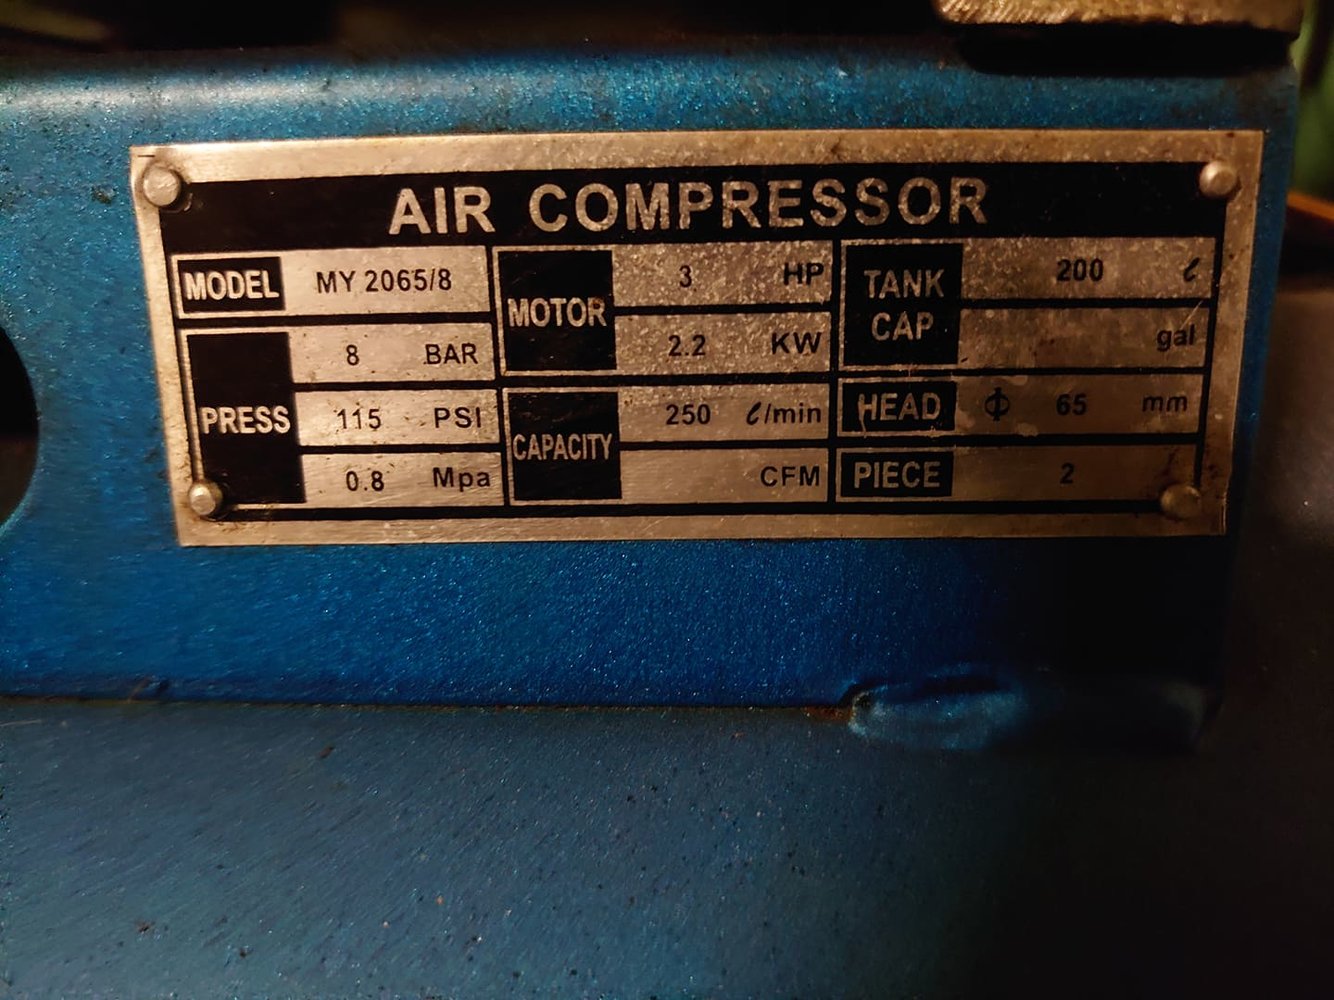 AIR COMPRESSOR
MODEL MY 2065/8
PRESS
8 BAR
115 PSI
0.8 Mpa
MOTOR
3 HP
2.2 KW
CAPACITY
250 ℓ/min
CFM
TANK
CAP
200 ℓ
gal
HEAD Φ 65 mm
PIECE 2